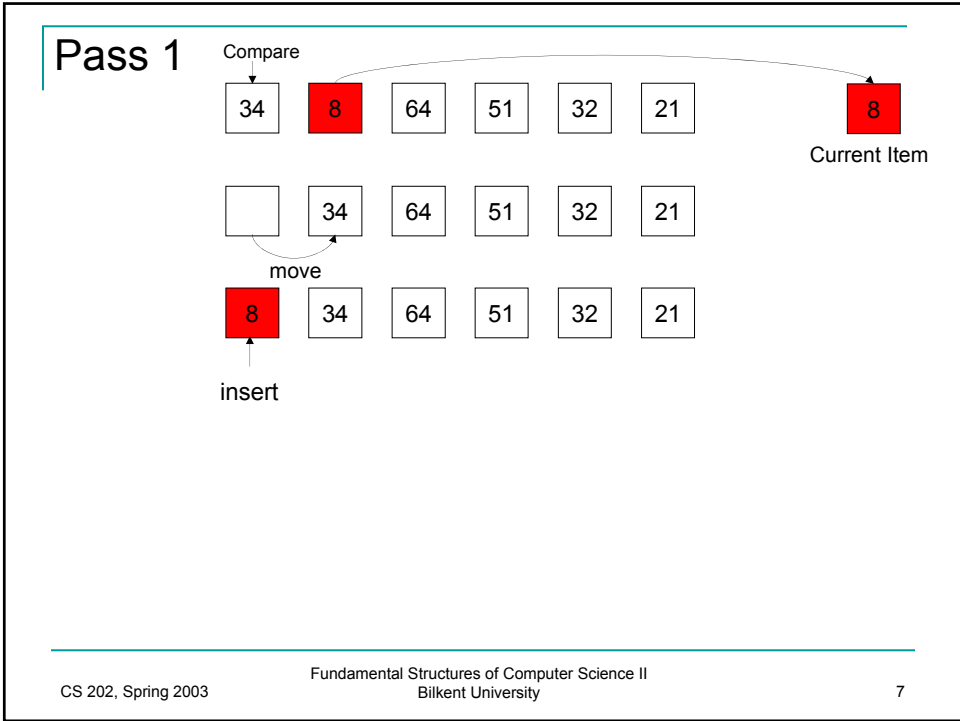 Pass 1
Compare
34 8 64 51 32 21 8
Current Item
34 64 51 32 21
move
8 34 64 51 32 21
insert
CS 202, Spring 2003
Fundamental Structures of Computer Science II
Bilkent University
7